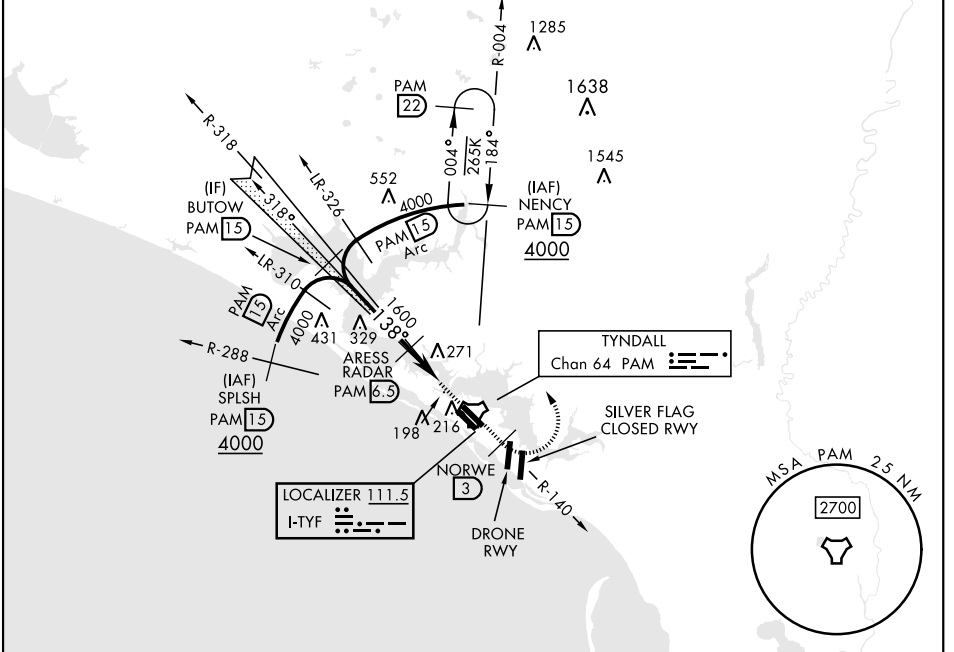 1285
R-004
PAM
22
1638
R-318
004°
265K
184°
1545
LR-326
552
4000
(IAF)
NENCY
PAM 15
4000
(IF)
BUTOW
PAM 15
318°
PAM 15
Arc
LR-310
PAM 15
Arc
4000
1600
138°
431
329
271
R-288
ARESS
RADAR
PAM 6.5
TYNDALL
Chan 64 PAM
(IAF)
SPLSH
PAM 15
4000
198
216
SILVER FLAG
CLOSED RWY
NORWE
3
R-140
LOCALIZER 111.5
I-TYF
DRONE
RWY
MSA PAM 25 NM
2700